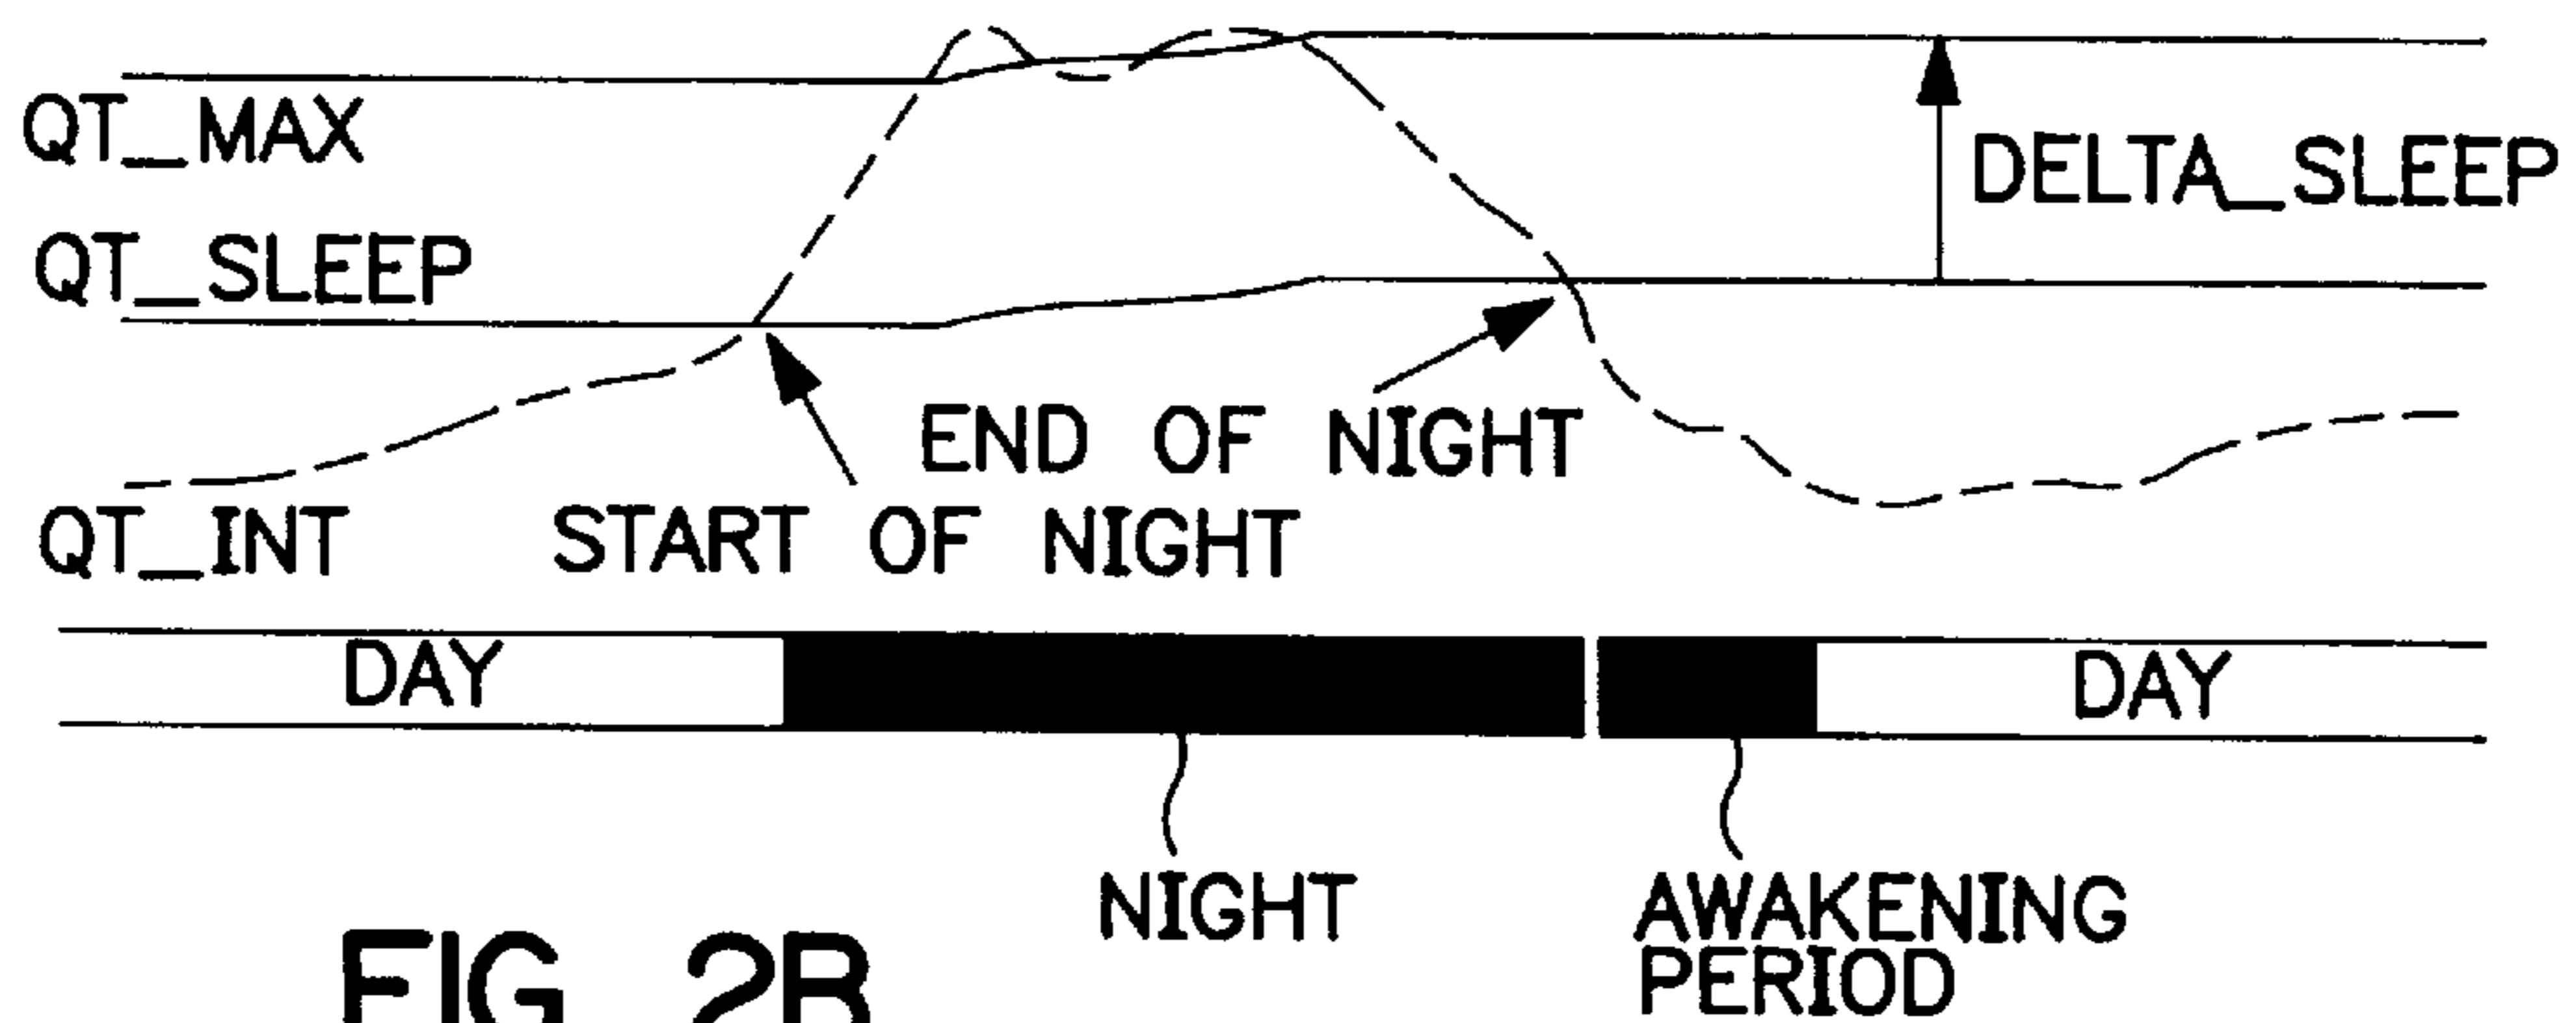 QT_MAX
DELTA_SLEEP
QT_SLEEP
END OF NIGHT
QT_INT
START OF NIGHT
DAY
DAY
NIGHT
AWAKENING
PERIOD
FIG. 2B